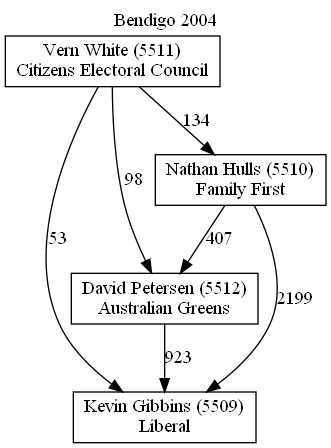 Bendigo 2004
Vern White (5511)
Citizens Electoral Council
134
Nathan Hulls (5510)
Family First
98
53
407
2199
David Petersen (5512)
Australian Greens
923
Kevin Gibbins (5509)
Liberal